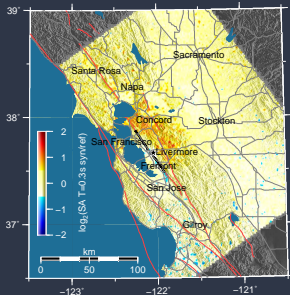 39°
Sacramento
Santa Rosa
Napa
38°
Concord
Stockton
San Francisco
Livermore
Fremont
San Jose
Gilroy
37°
2
1
0
-1
-2
log2(SA T=0.3s syn/ref)
km
0 50 100
-123° -122° -121°